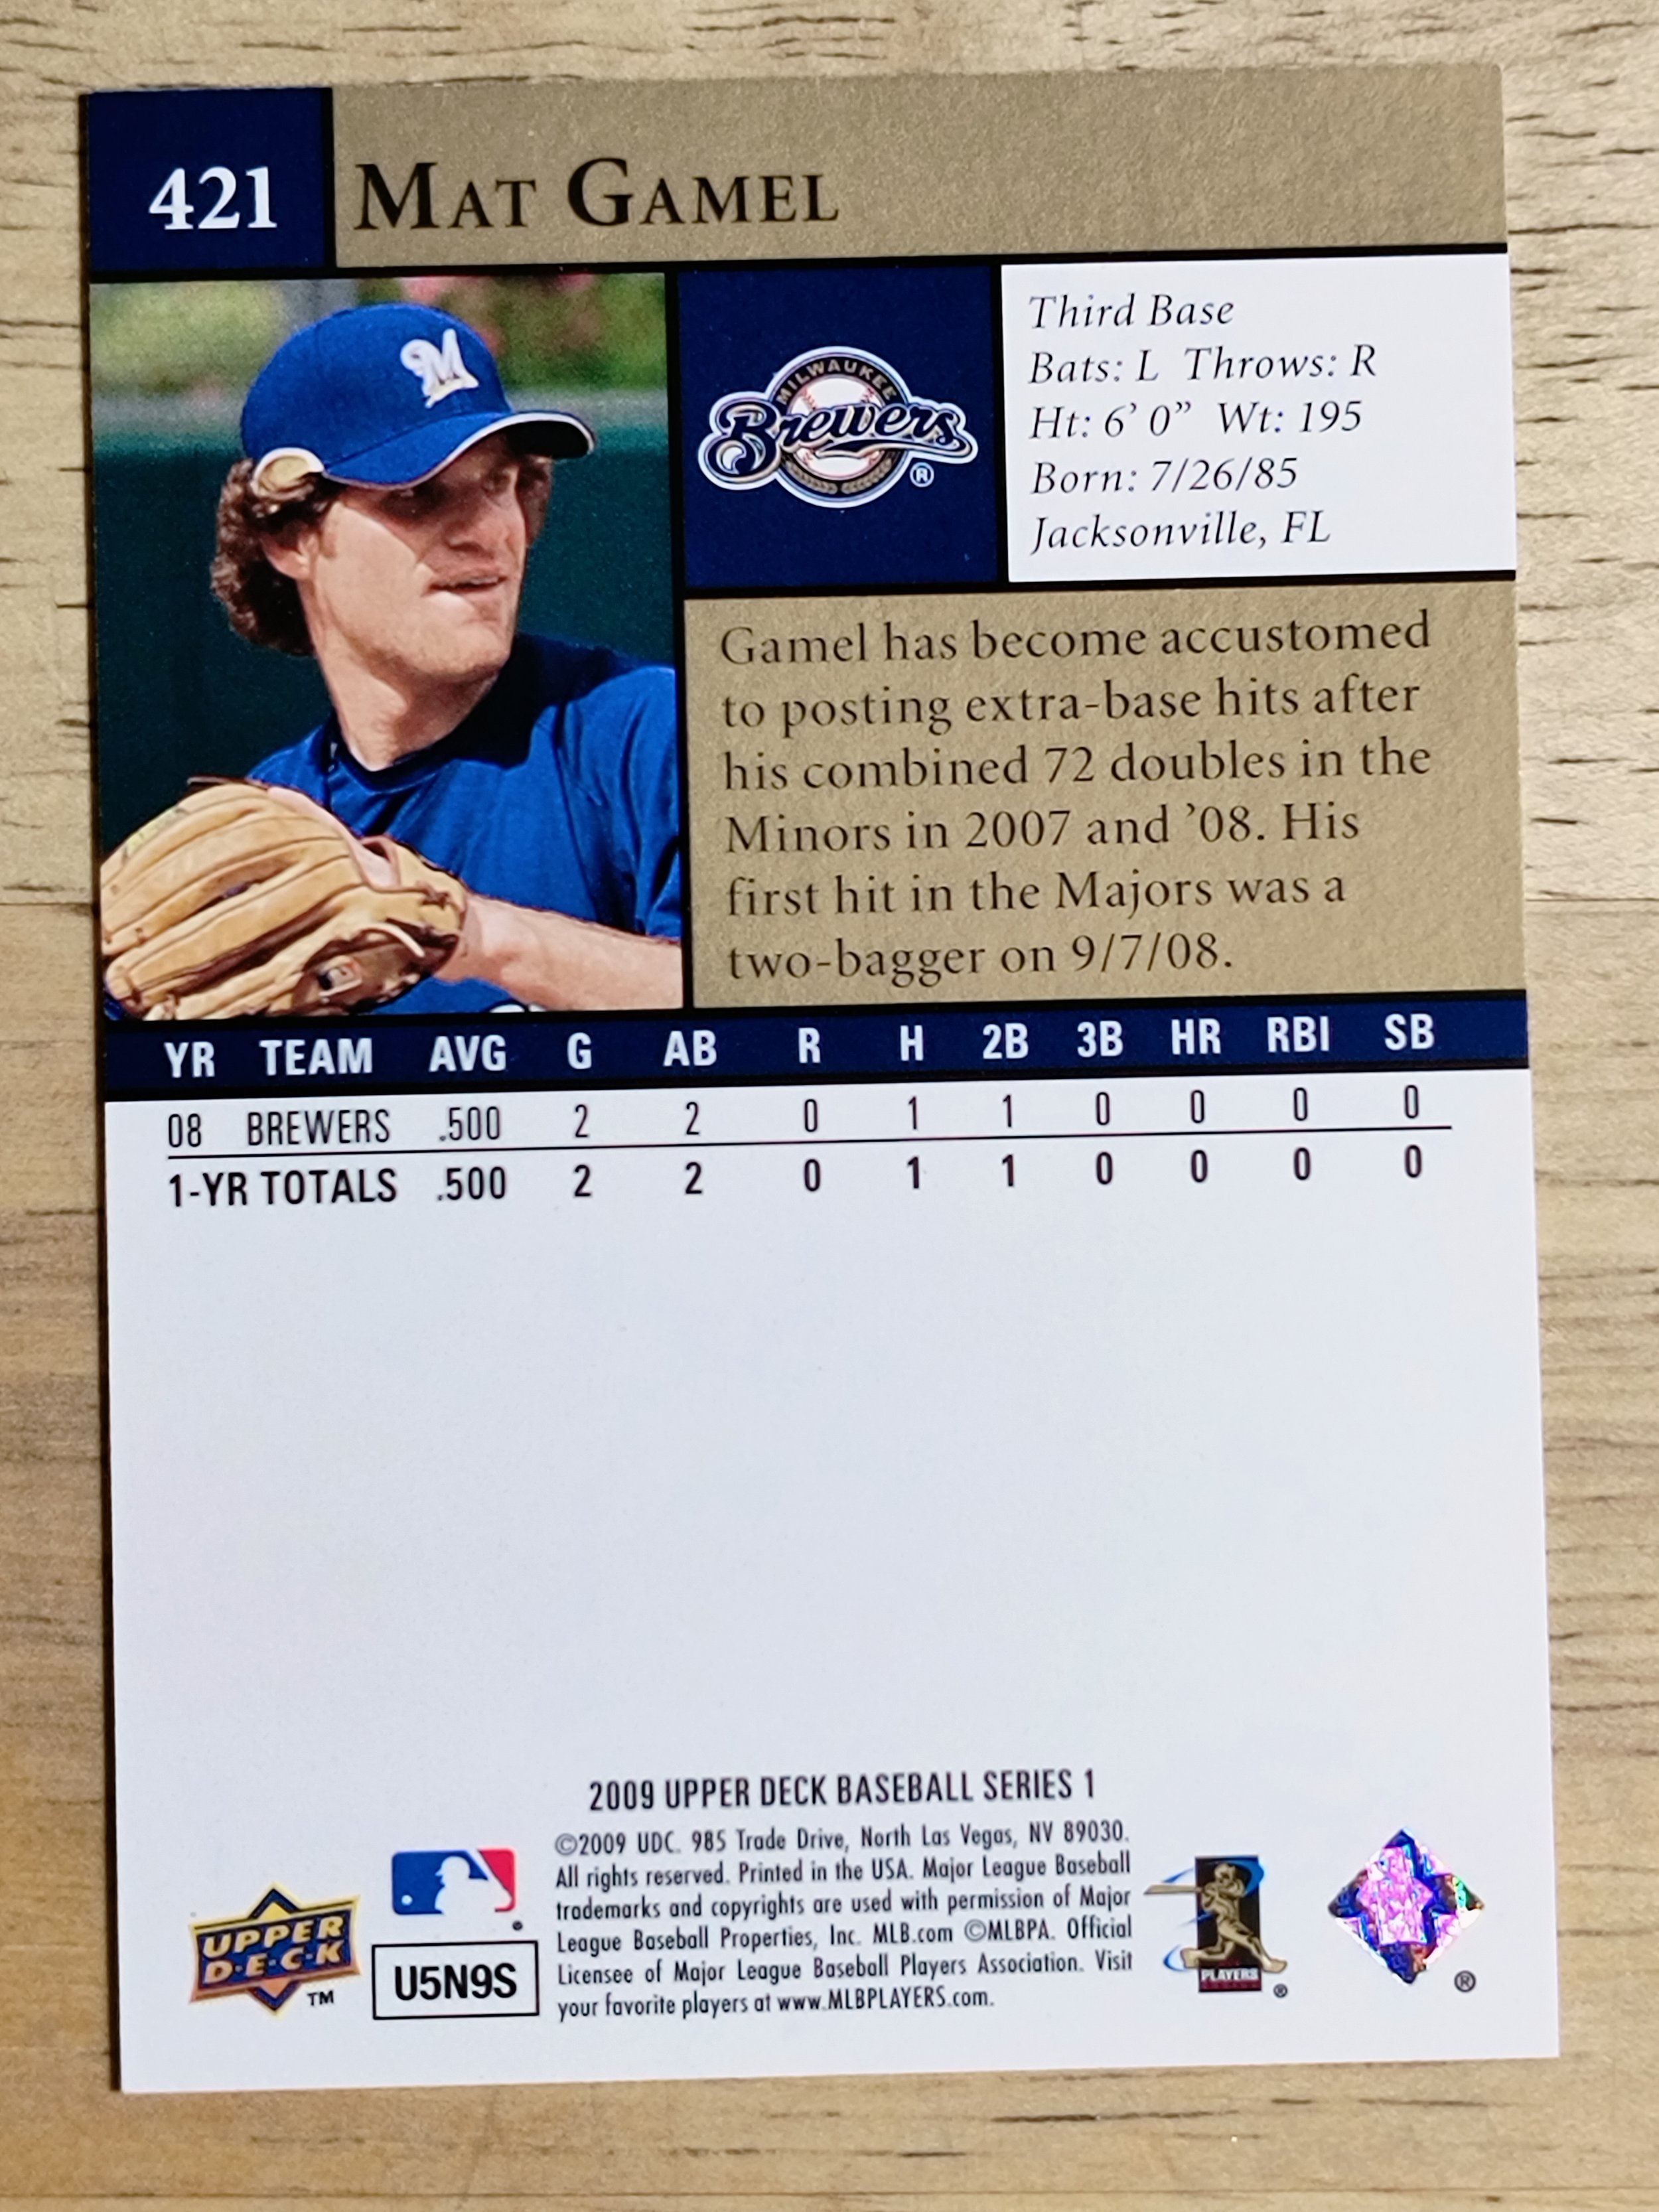 421 MAT GAMEL
M
MILWAUKEE
Brewers ®
Third Base
Bats: L Throws: R
Ht: 6’ 0” Wt: 195
Born: 7/26/85
Jacksonville, FL
Gamel has become accustomed
to posting extra-base hits after
his combined 72 doubles in the
Minors in 2007 and ’08. His
first hit in the Majors was a
two-bagger on 9/7/08.
YR TEAM AVG G AB R H 2B 3B HR RBI SB
08 BREWERS .500 2 2 0 1 1 0 0 0 0
1-YR TOTALS .500 2 2 0 1 1 0 0 0 0
2009 UPPER DECK BASEBALL SERIES 1
©2009 UDC. 985 Trade Drive, North Las Vegas, NV 89030.
All rights reserved. Printed in the USA. Major League Baseball
trademarks and copyrights are used with permission of Major
League Baseball Properties, Inc. MLB.com ©MLBPA. Official
Licensee of Major League Baseball Players Association. Visit
your favorite players at www.MLBPLAYERS.com.
UPPER
D·E·C·K
TM
U5N9S
PLAYERS
®
®